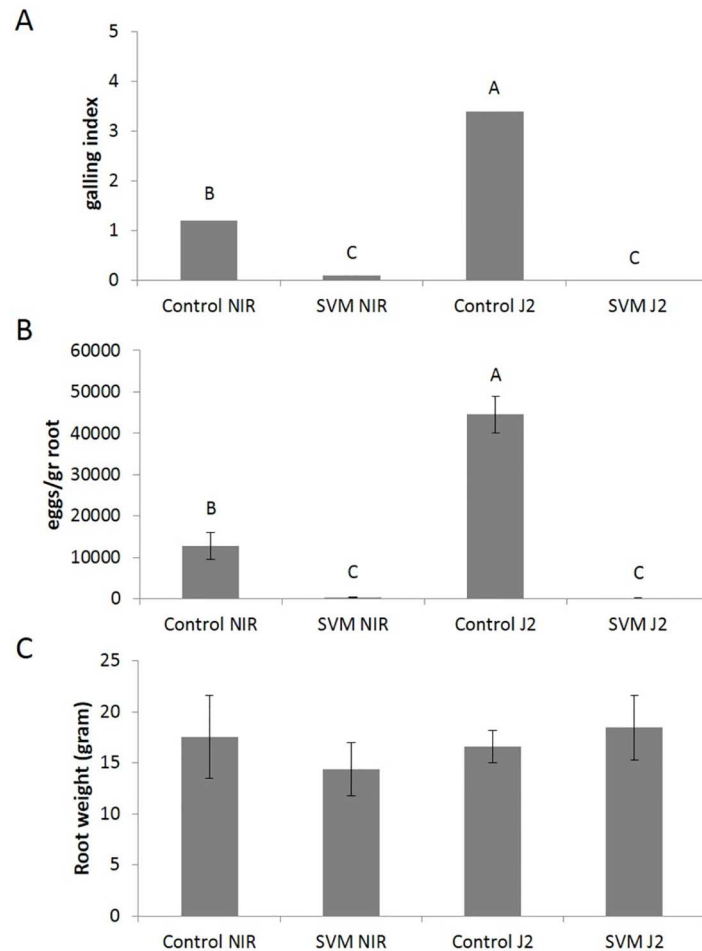 A
galling index
5
4
3
2
1
0
B
C
A
C
Control NIR SVM NIR Control J2 SVM J2
B
eggs/gr root
60000
50000
40000
30000
20000
10000
0
B
C
A
C
Control NIR SVM NIR Control J2 SVM J2
C
Root weight (gram)
25
20
15
10
5
0
Control NIR SVM NIR Control J2 SVM J2